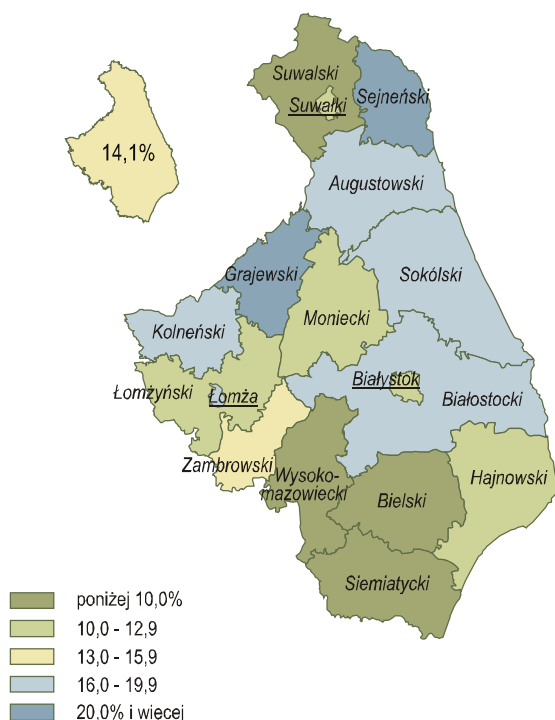 Suwalski
Suwałki
Sejneński
14,1%
Augustowski
Grajewski
Sokólski
Moniecki
Kolneński
Białystok
Łomżyński
Łomża
Białostocki
Zambrowski
Wysoko-
mazowiecki
Hajnowski
Bielski
Siemiatycki
poniżej 10,0%
10,0 - 12,9
13,0 - 15,9
16,0 - 19,9
20,0% i więcej